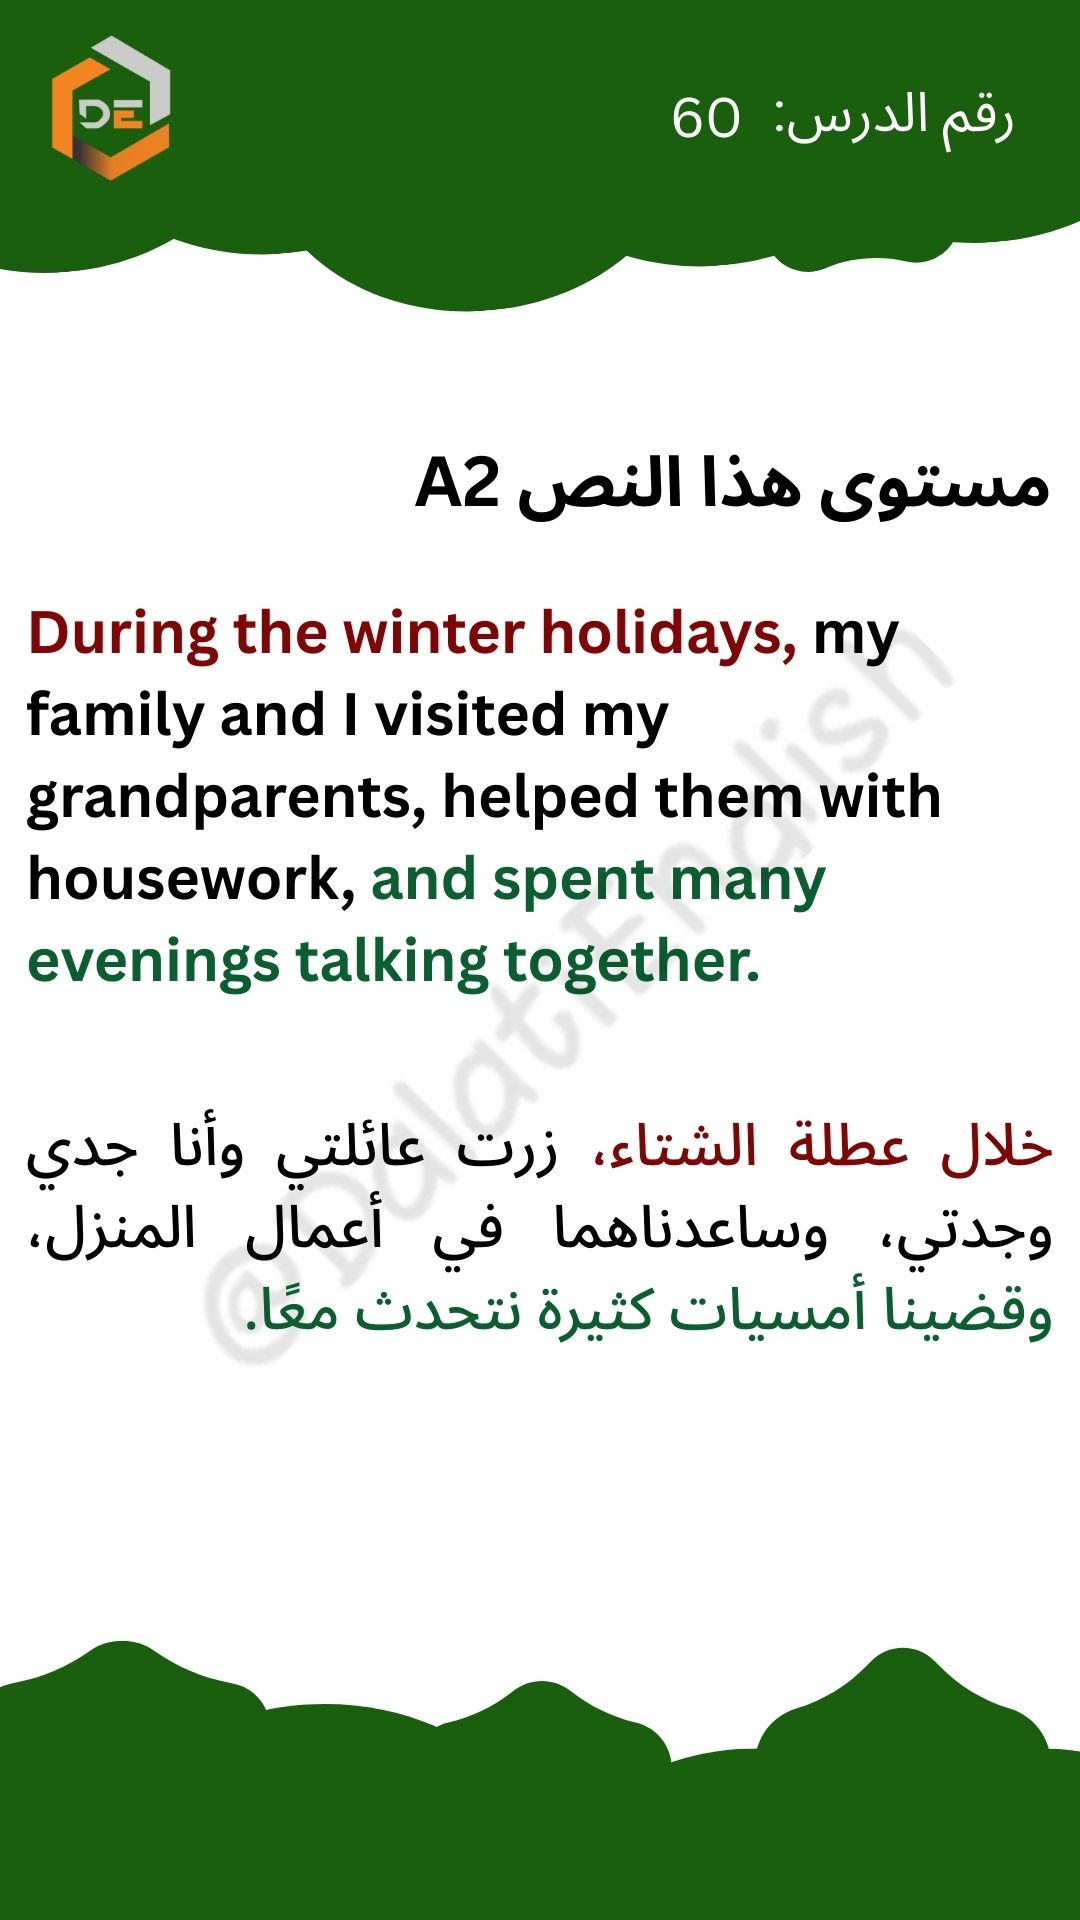 DE
رقم الدرس: 60
مستوى هذا النص A2
During the winter holidays, my
family and I visited my
grandparents, helped them with
housework, and spent many
evenings talking together.
خلال عطلة الشتاء، زرت عائلتي وأنا جدي
وجدتي، وساعدناهما في أعمال المنزل،
وقضينا أمسيات كثيرة نتحدث معًا.
@DalatiEnglish